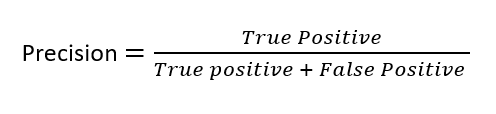 Precision = True Positive
True positive + False Positive